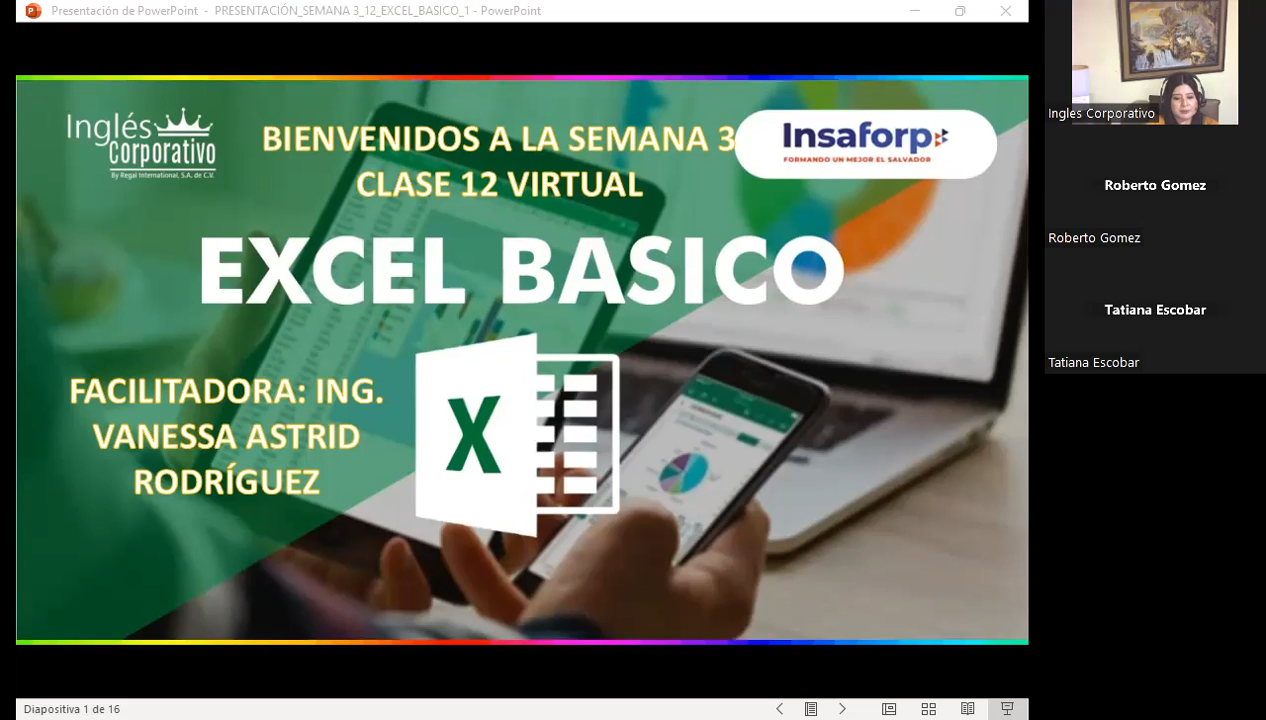 Presentación de PowerPoint - PRESENTACIÓN_SEMANA 3_12_EXCEL_BASICO_1 - PowerPoint
Inglés
Corporativo
By Regal International, S.A. de C.V.
BIENVENIDOS A LA SEMANA 3
CLASE 12 VIRTUAL
Insaforp
FORMANDO UN MEJOR EL SALVADOR
EXCEL BASICO
FACILITADORA: ING.
VANESSA ASTRID
RODRÍGUEZ
X
Diapositiva 1 de 16
Ingles Corporativo
Roberto Gomez
Roberto Gomez
Tatiana Escobar
Tatiana Escobar